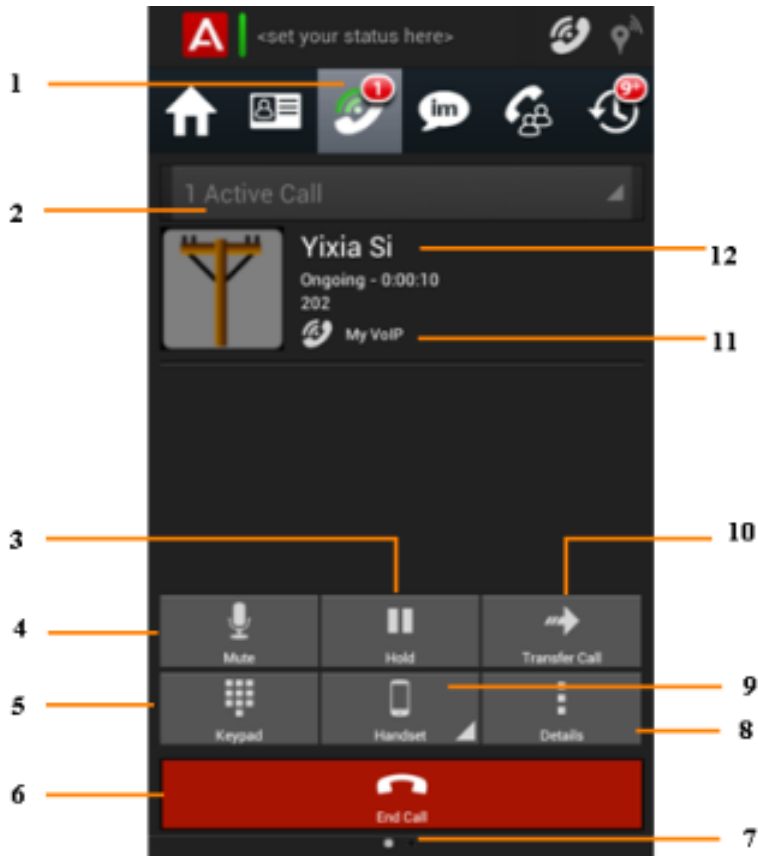 A <set your status here>
1
1 im 9+
1 Active Call
2
Yixia Si
12
Ongoing - 0:00:10
202
My VoIP
11
3
10
4
Mute Hold Transfer Call
9
5
Keypad Handset Details
8
6
End Call
7